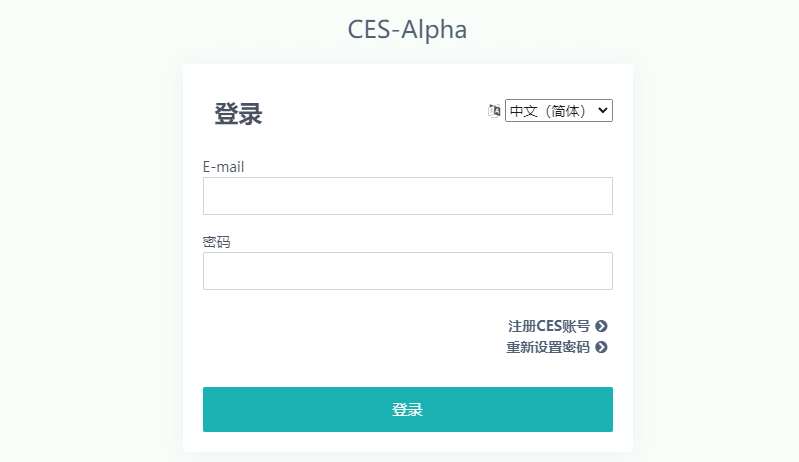 CES-Alpha
登录
中文（简体）
E-mail
密码
注册CES账号
重新设置密码
登录